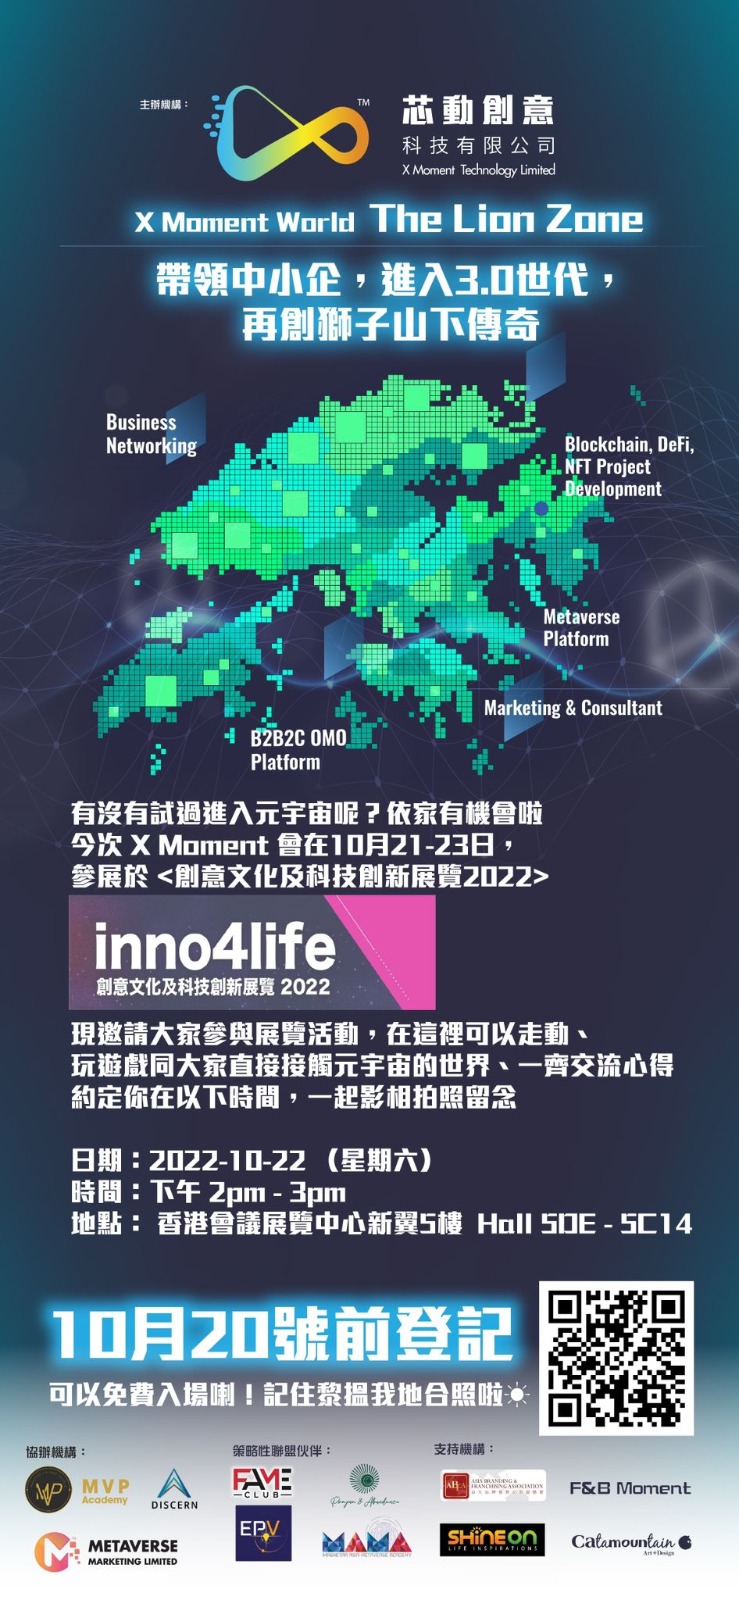 主辦機構：
TM
芯動創意
科技有限公司
X Moment Technology Limited
X Moment World The Lion Zone
帶領中小企，進入3.0世代，
再創獅子山下傳奇
Business
Networking
Blockchain, DeFi,
NFT Project
Development
Metaverse
Platform
Marketing & Consultant
B2B2C OMO
Platform
有沒有試過進入元宇宙呢？依家有機會啦
今次 X Moment 會在10月21-23日，
參展於 <創意文化及科技創新展覽2022>
inno4life
創意文化及科技創新展覽 2022
現邀請大家參與展覽活動，在這裡可以走動、
玩遊戲同大家直接接觸元宇宙的世界、一齊交流心得
約定你在以下時間，一起影相拍照留念
日期：2022-10-22 （星期六）
時間：下午 2pm - 3pm
地點： 香港會議展覽中心新翼5樓 Hall 5DE - 5C14
10月20號前登記
可以免費入場喇！記住黎搵我地合照啦
協辦機構：
策略性聯盟伙伴：
支持機構：
MVP
MVP
Academy
DISCERN
FAME
CLUB
Prayer & Abundance
ASIA BRANDING &
FRANCHISING ASSOCIATION
F&B Moment
METAVERSE
MARKETING LIMITED
EPV
MAMA
SHINE ON
LIFE INSPIRATIONS
Catamountain
Art+Design